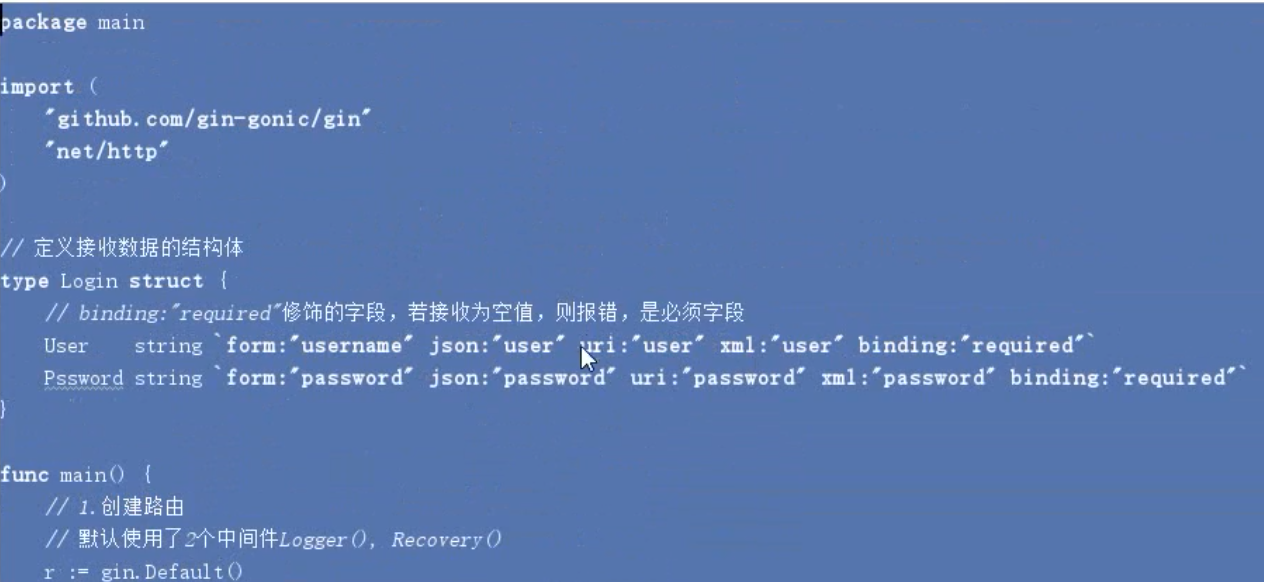 package main
import (
"github.com/gin-gonic/gin"
"net/http"
)
// 定义接收数据的结构体
type Login struct {
// binding:"required"修饰的字段，若接收为空值，则报错，是必须字段
User string `form:"username" json:"user" uri:"user" xml:"user" binding:"required"`
Pssword string `form:"password" json:"password" uri:"password" xml:"password" binding:"required"`
}
func main() {
// 1.创建路由
// 默认使用了2个中间件Logger(), Recovery()
r := gin.Default()